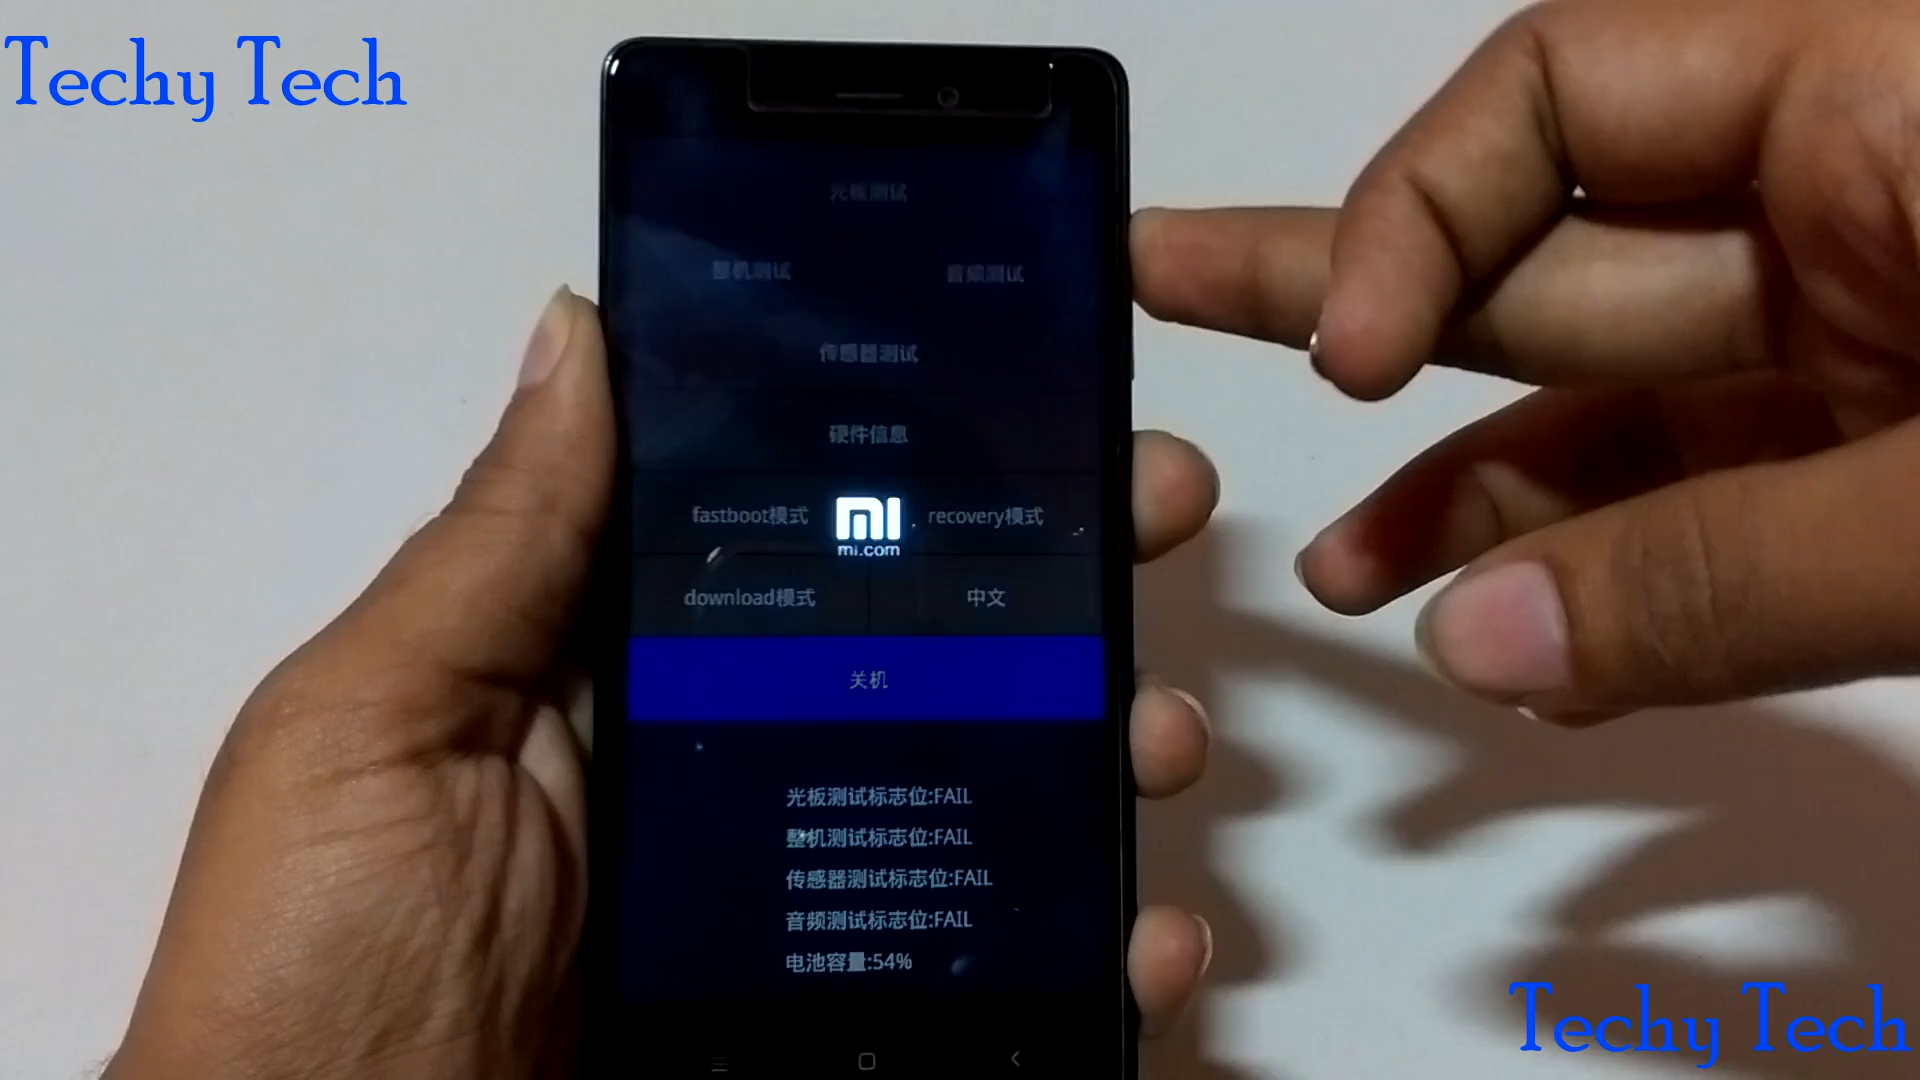 Techy Tech
光板测试
整机测试 音频测试
传感器测试
硬件信息
fastboot模式 mi recovery模式
mi.com
download模式 中文
关机
光板测试标志位:FAIL
整机测试标志位:FAIL
传感器测试标志位:FAIL
音频测试标志位:FAIL
电池容量:54%
Techy Tech